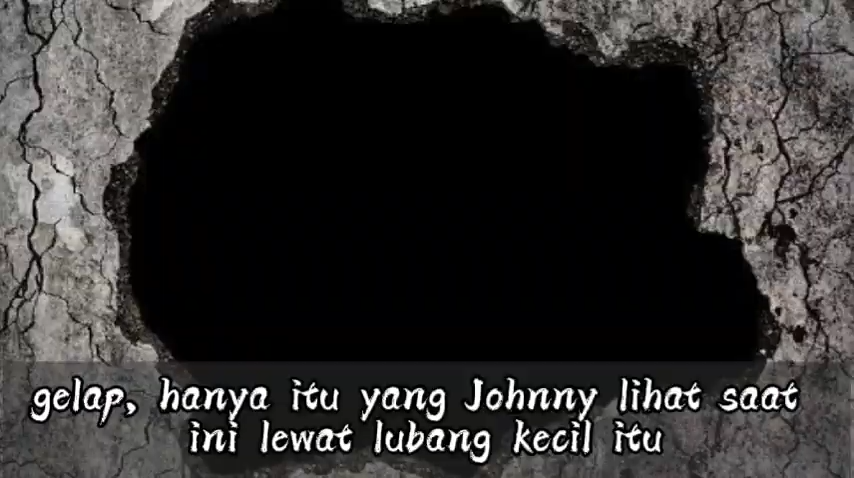 gelap, hanya itu yang Johnny lihat saat
ini lewat lubang kecil itu